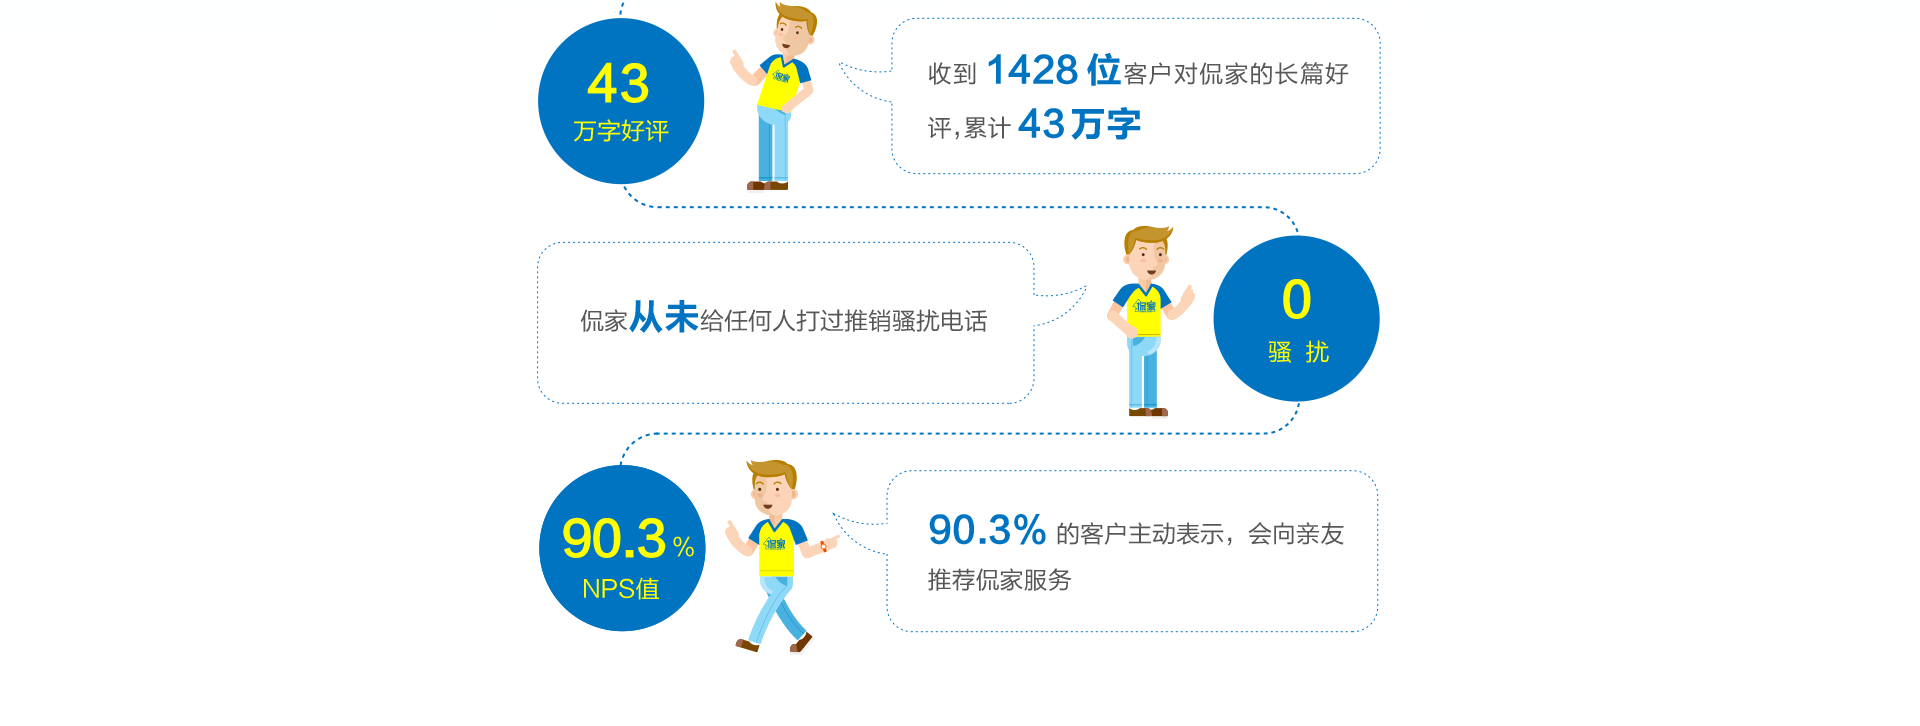 43
万字好评
侃家
收到 1428 位客户对侃家的长篇好
评,累计 43 万字
侃家从未给任何人打过推销骚扰电话
侃家
0
骚 扰
90.3 %
NPS值
侃家
90.3% 的客户主动表示，会向亲友
推荐侃家服务